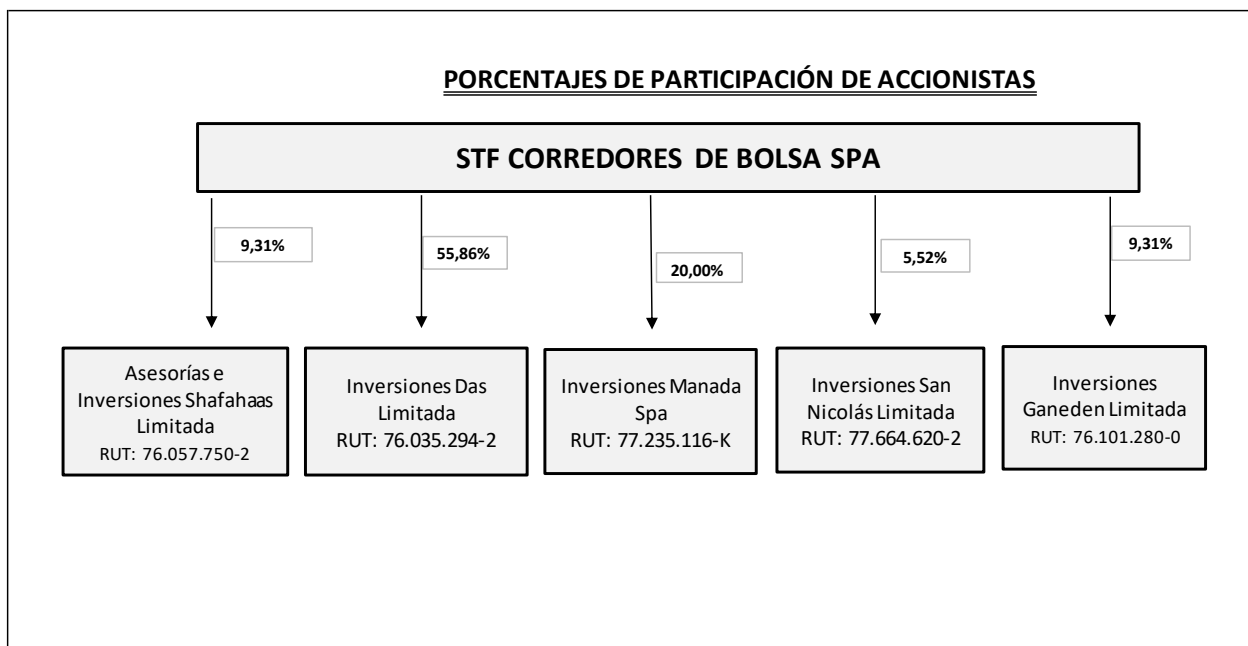 PORCENTAJES DE PARTICIPACIÓN DE ACCIONISTAS
STF CORREDORES DE BOLSA SPA
9,31%
55,86%
20,00%
5,52%
9,31%
Asesorías e
Inversiones Shafahaas
Limitada
RUT: 76.057.750-2
Inversiones Das
Limitada
RUT: 76.035.294-2
Inversiones Manada
Spa
RUT: 77.235.116-K
Inversiones San
Nicolás Limitada
RUT: 77.664.620-2
Inversiones
Ganeden Limitada
RUT: 76.101.280-0